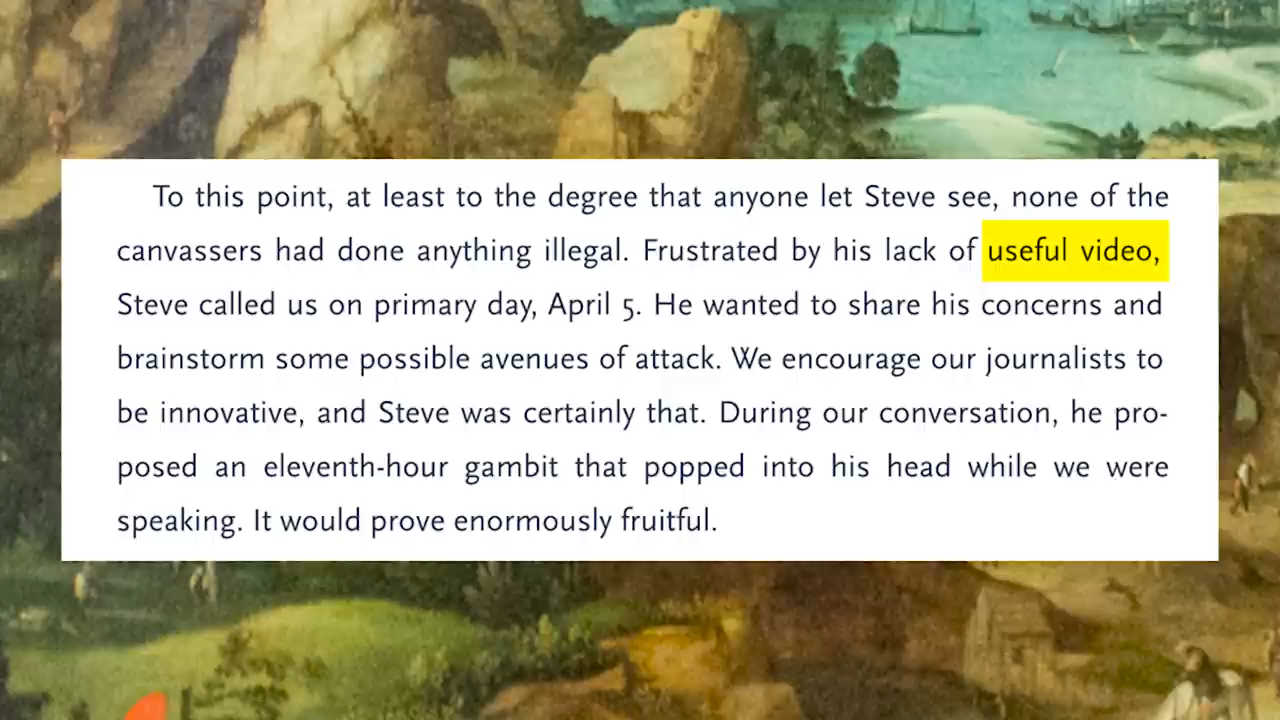 To this point, at least to the degree that anyone let Steve see, none of the
canvassers had done anything illegal. Frustrated by his lack of useful video,
Steve called us on primary day, April 5. He wanted to share his concerns and
brainstorm some possible avenues of attack. We encourage our journalists to
be innovative, and Steve was certainly that. During our conversation, he pro-
posed an eleventh-hour gambit that popped into his head while we were
speaking. It would prove enormously fruitful.